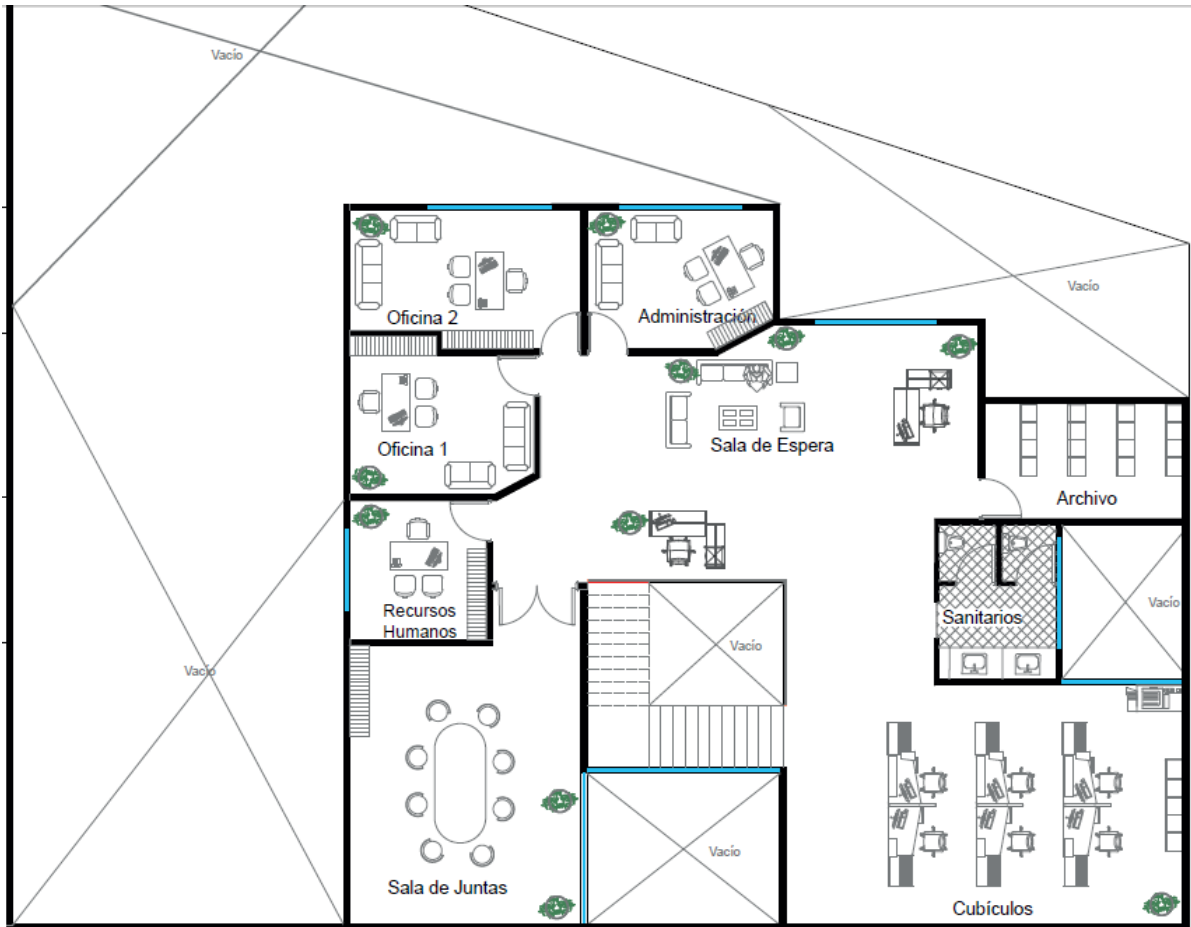 Vacío
Vacío
Oficina 2
Administración
Oficina 1
Sala de Espera
Archivo
Recursos
Humanos
Sanitarios
Vacío
Vacío
Vacío
Vacío
Sala de Juntas
Cubículos